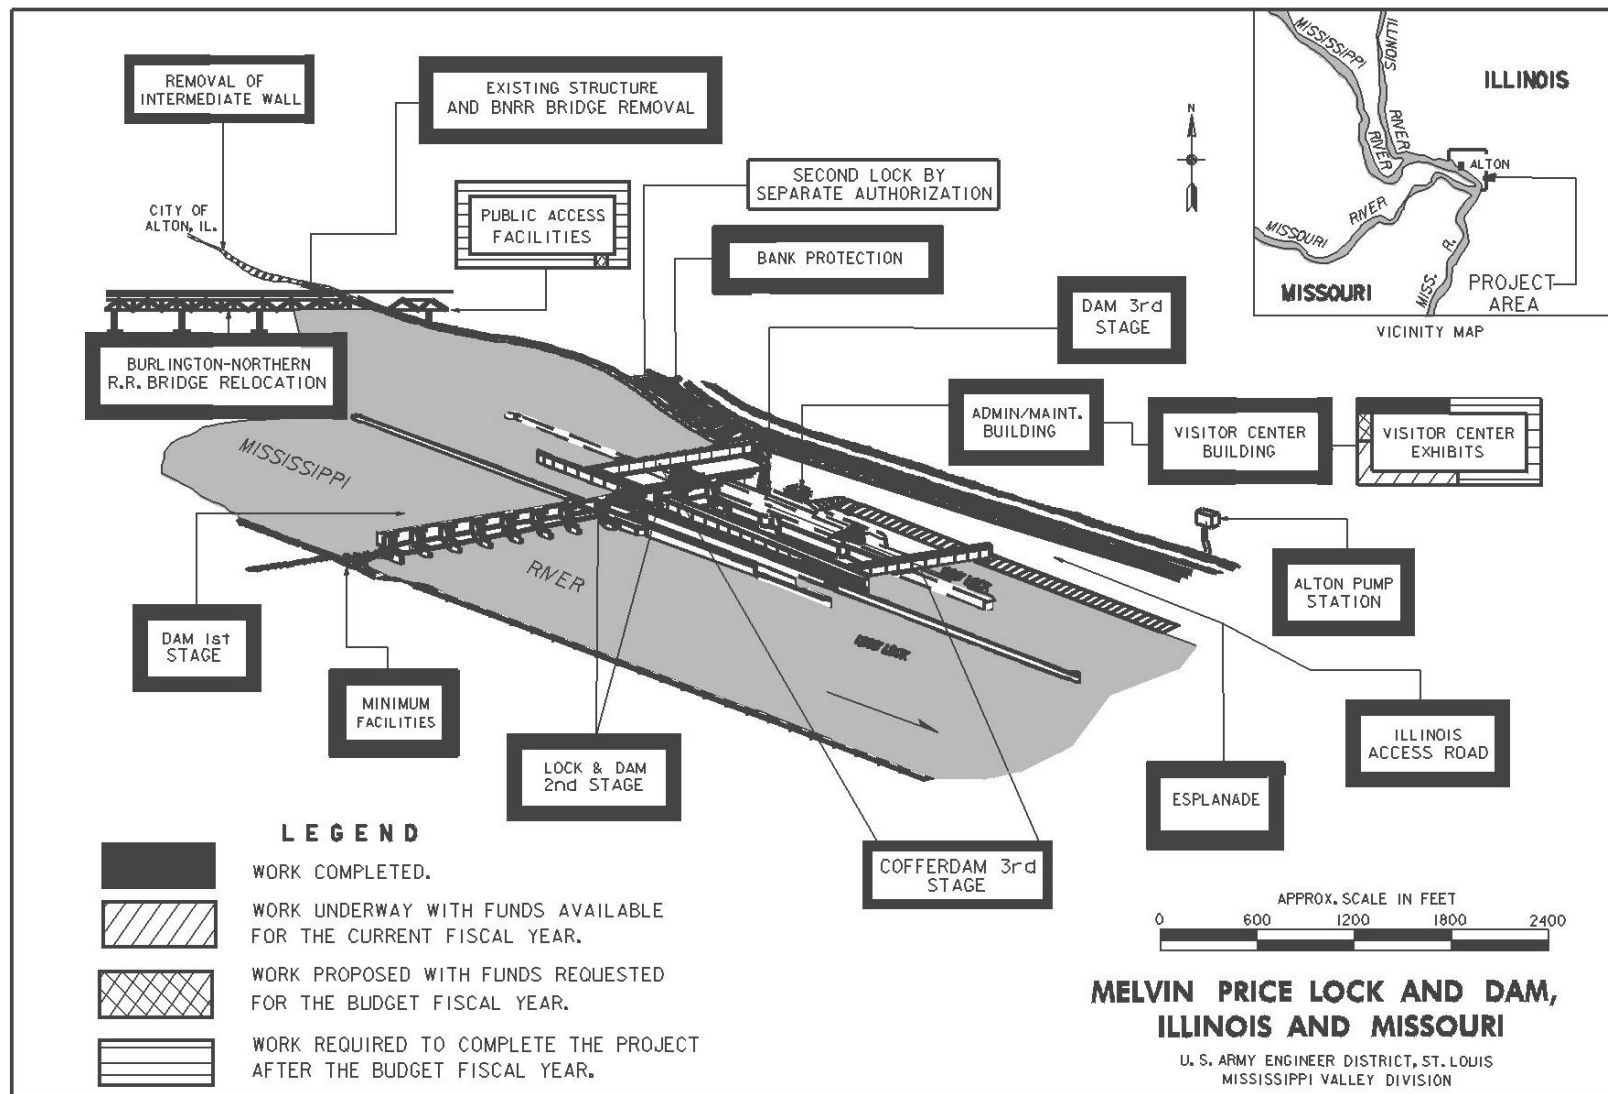 REMOVAL OF
INTERMEDIATE WALL
EXISTING STRUCTURE
AND BNRR BRIDGE REMOVAL
SECOND LOCK BY
SEPARATE AUTHORIZATION
CITY OF
ALTON, IL.
PUBLIC ACCESS
FACILITIES
BANK PROTECTION
DAM 3rd
STAGE
BURLINGTON-NORTHERN
R.R. BRIDGE RELOCATION
ADMIN/MAINT.
BUILDING
VISITOR CENTER
BUILDING
VISITOR CENTER
EXHIBITS
MISSISSIPPI
RIVER
LOCK
LOCK
ALTON PUMP
STATION
DAM 1st
STAGE
MINIMUM
FACILITIES
LOCK & DAM
2nd STAGE
COFFERDAM 3rd
STAGE
ESPLANADE
ILLINOIS
ACCESS ROAD
N
MISSISSIPPI
RIVER
ILLINOIS
RIVER
ILLINOIS
ALTON
MISSOURI
RIVER
MISSOURI
MISS.
R.
PROJECT
AREA
VICINITY MAP
LEGEND
WORK COMPLETED.
WORK UNDERWAY WITH FUNDS AVAILABLE
FOR THE CURRENT FISCAL YEAR.
WORK PROPOSED WITH FUNDS REQUESTED
FOR THE BUDGET FISCAL YEAR.
WORK REQUIRED TO COMPLETE THE PROJECT
AFTER THE BUDGET FISCAL YEAR.
APPROX. SCALE IN FEET
0 600 1200 1800 2400
MELVIN PRICE LOCK AND DAM,
ILLINOIS AND MISSOURI
U. S. ARMY ENGINEER DISTRICT, ST. LOUIS
MISSISSIPPI VALLEY DIVISION